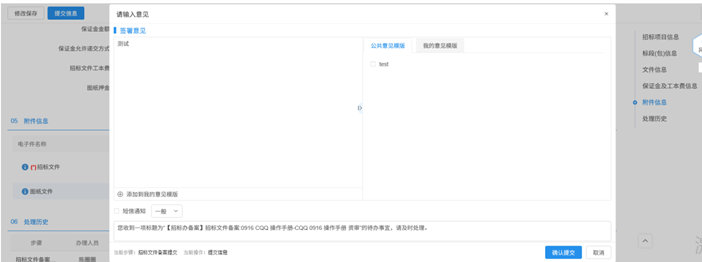 修改保存 提交信息
保证金金额
保证金允许递交方式
招标文件工本费
图纸押金
05 附件信息
电子件名称
招标文件
图纸文件
06 处理历史
步骤 办理人员
招标文件备案 陈圈圈
请输入意见
签署意见
测试
添加到我的意见模版
公共意见模版 我的意见模版
test
短信通知 一般
您收到一项标题为“【招标办备案】招标文件备案 0916 CQQ 操作手册-CQQ 0916 操作手册 资审”的待办事宜，请及时处理。
当前步骤：招标文件备案提交 当前操作：提交信息
确认提交 取消
招标项目信息
标段(包)信息
文件信息
保证金及工本费信息
附件信息
处理历史